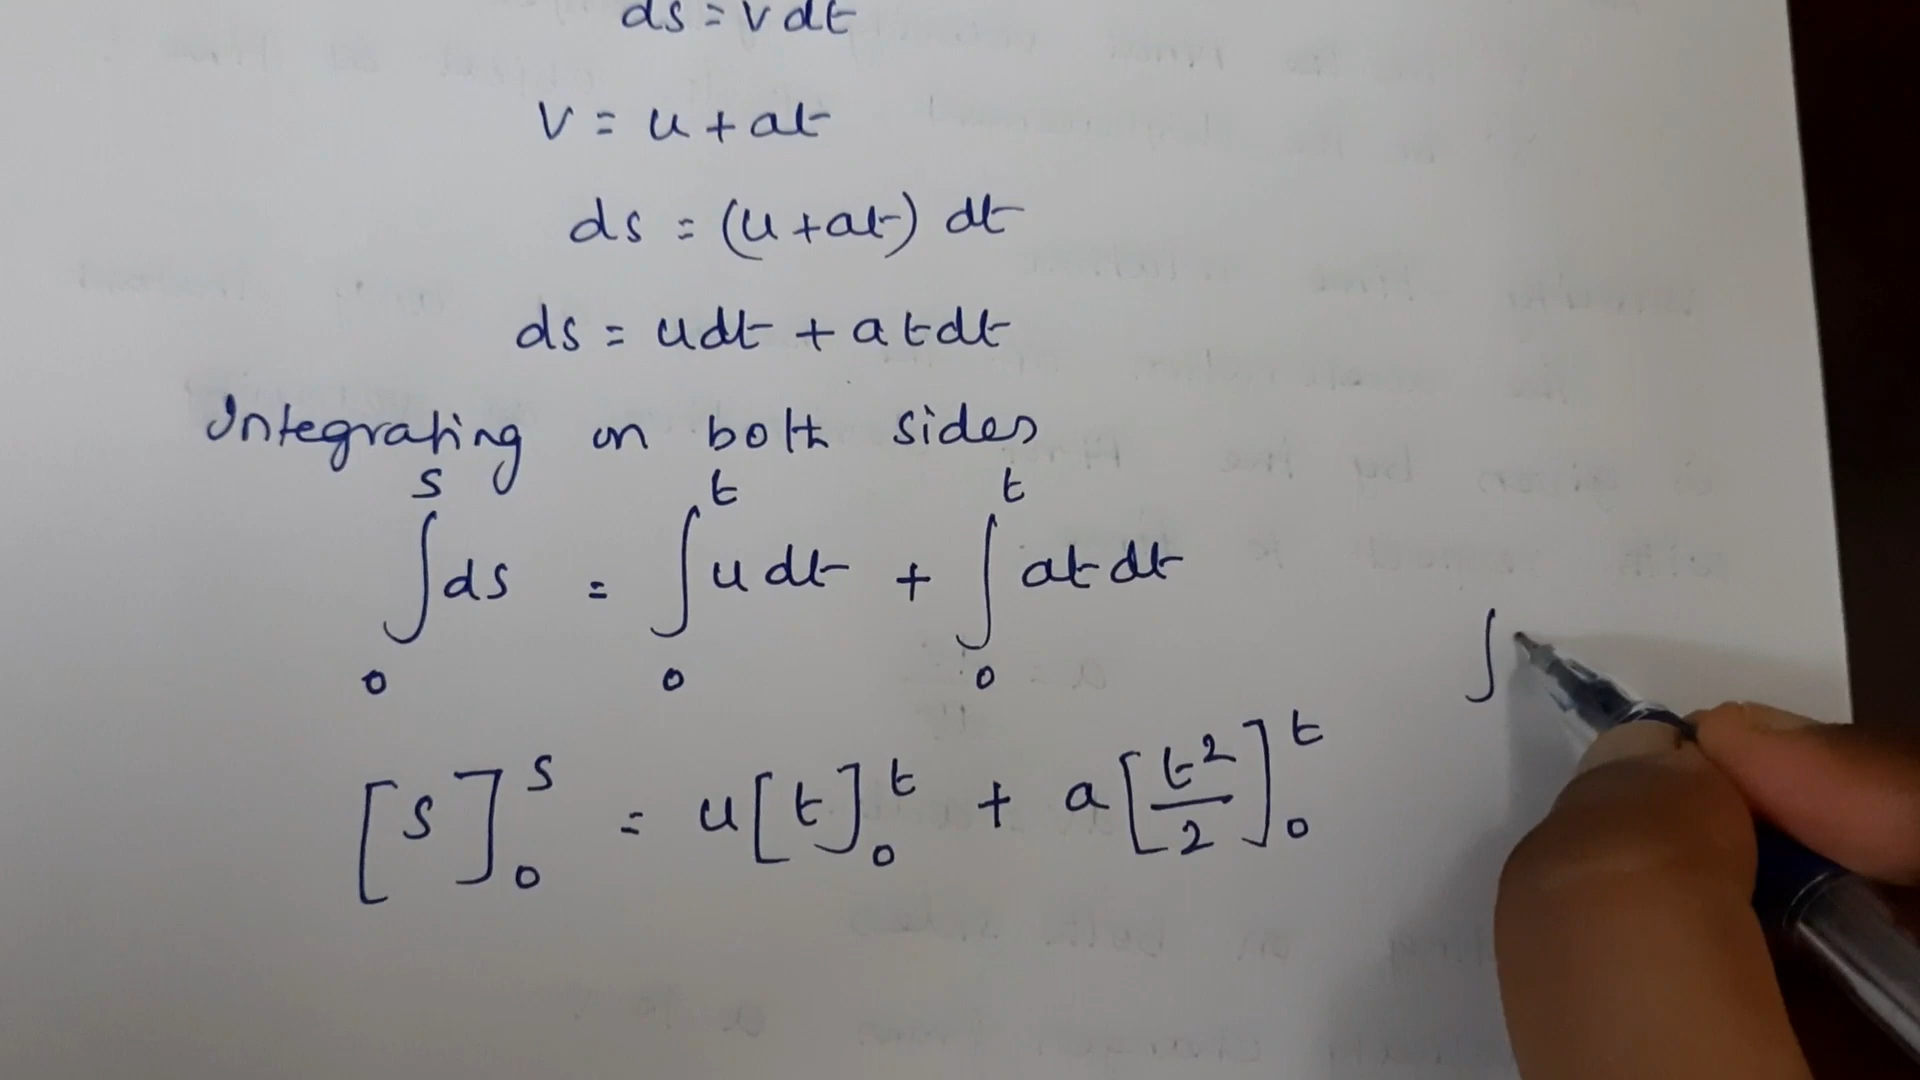 ds = v dt
v = u + at
ds = (u + at) dt
ds = u dt + a t dt
Integrating on both sides
∫₀ˢ ds = ∫₀ᵗ u dt + ∫₀ᵗ at dt
∫
[s]₀ˢ = u[t]₀ᵗ + a[t²/2]₀ᵗ